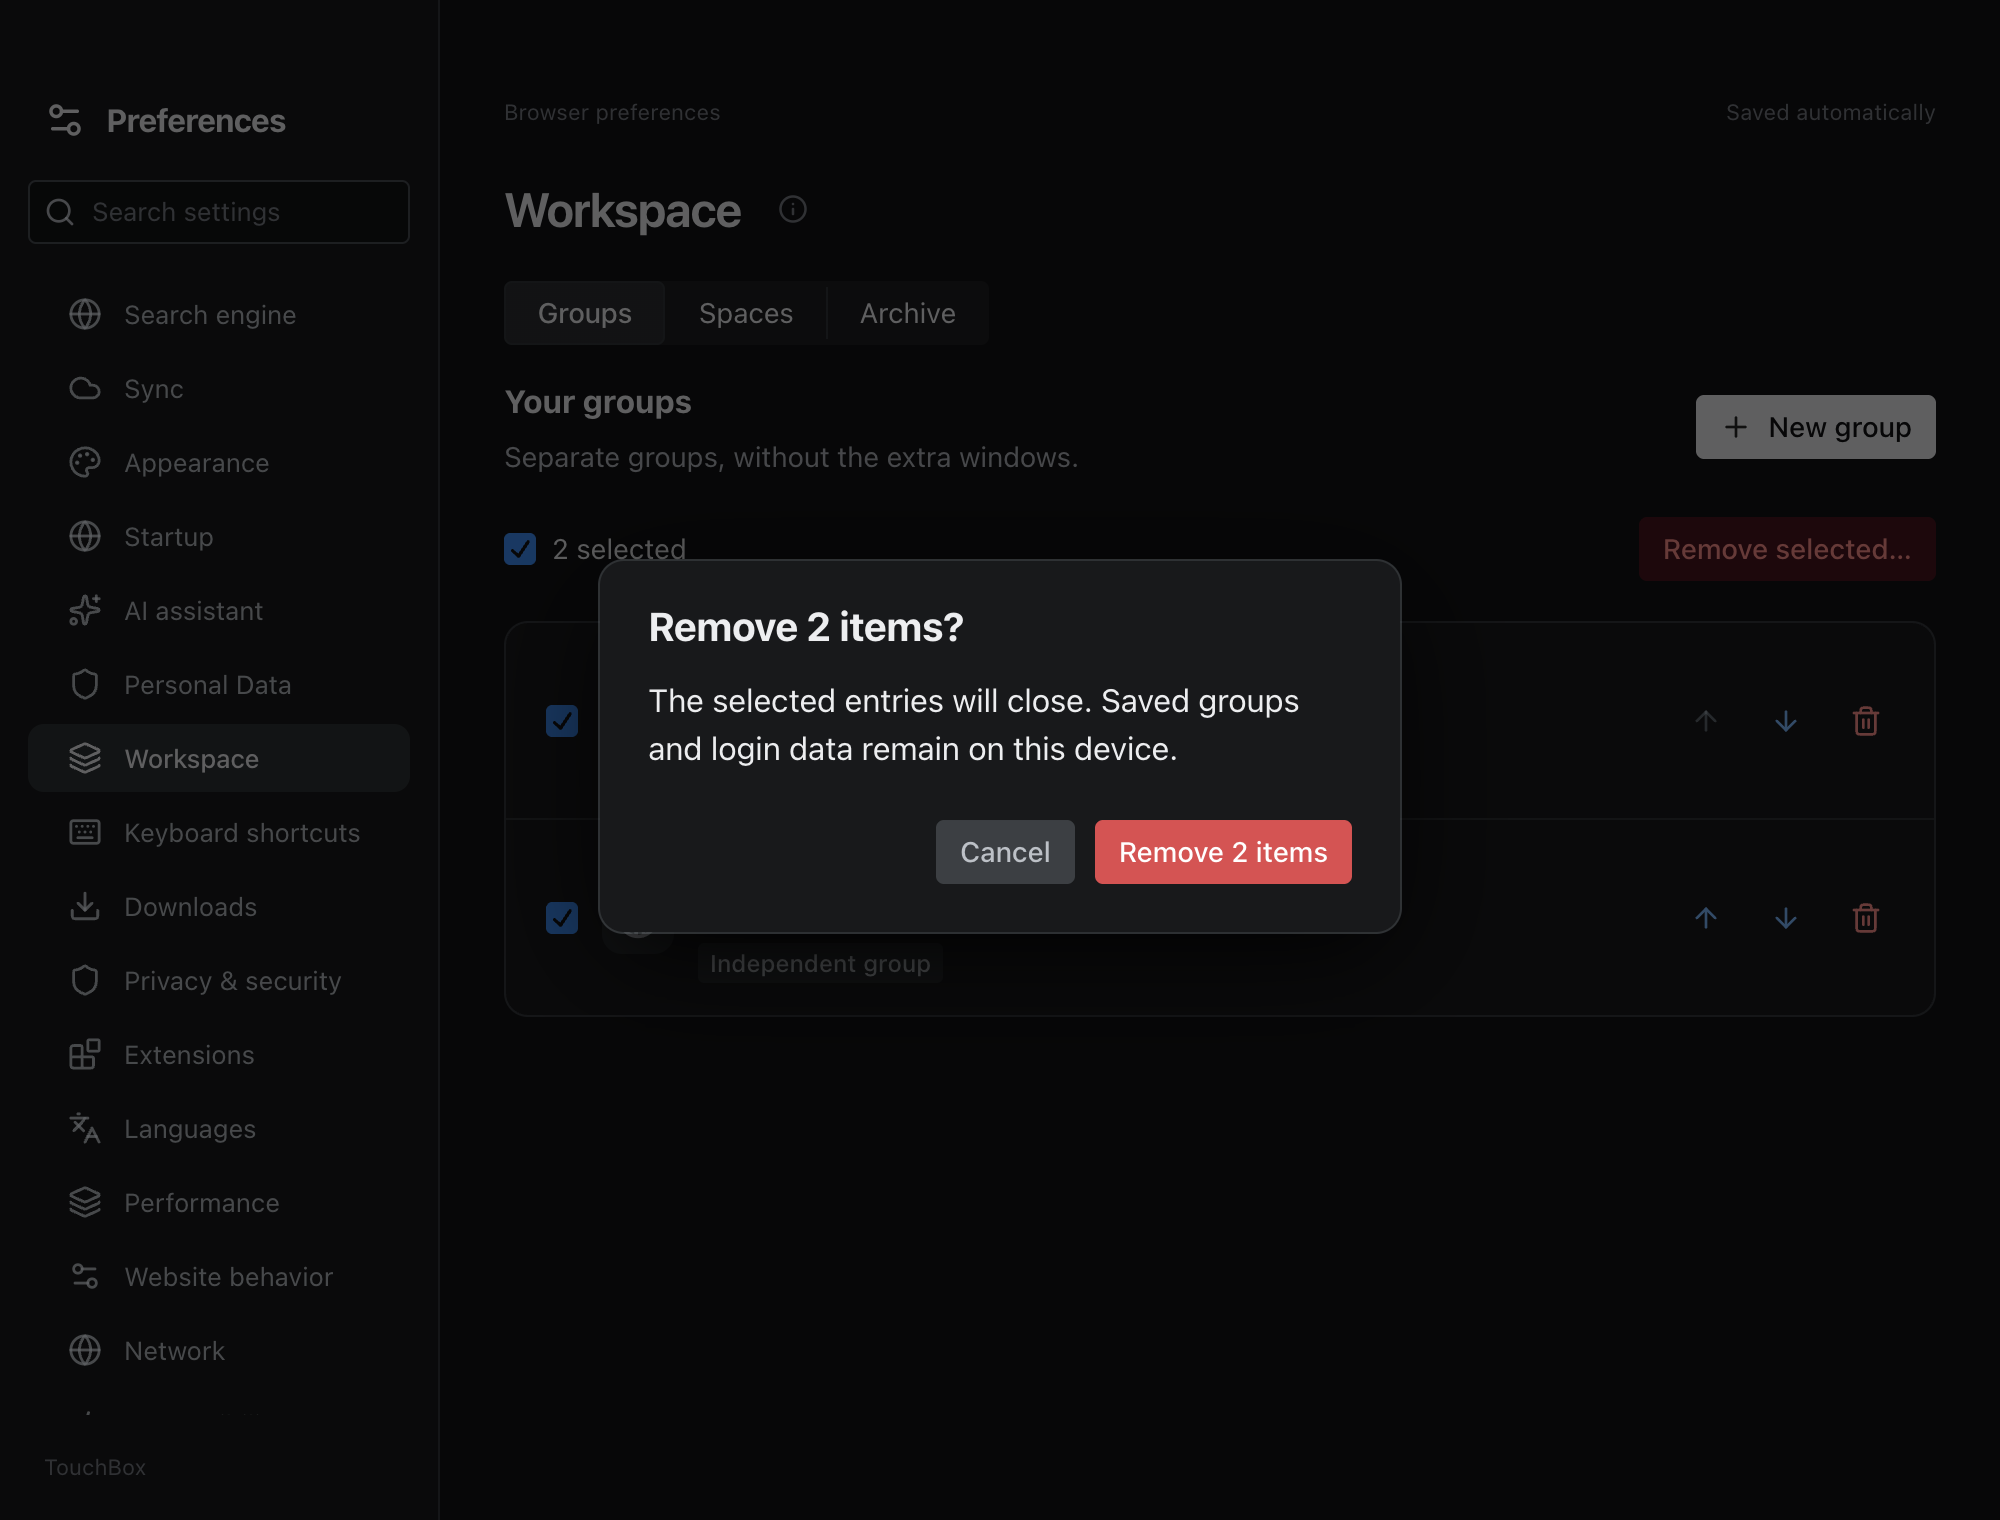 Preferences
Search settings
Search engine
Sync
Appearance
Startup
AI assistant
Personal Data
Workspace
Keyboard shortcuts
Downloads
Privacy & security
Extensions
Languages
Performance
Website behavior
Network
TouchBox
Browser preferences
Saved automatically
Workspace
Groups
Spaces
Archive
Your groups
Separate groups, without the extra windows.
New group
2 selected
Remove selected...
Remove 2 items?
The selected entries will close. Saved groups
and login data remain on this device.
Cancel
Remove 2 items
Independent group